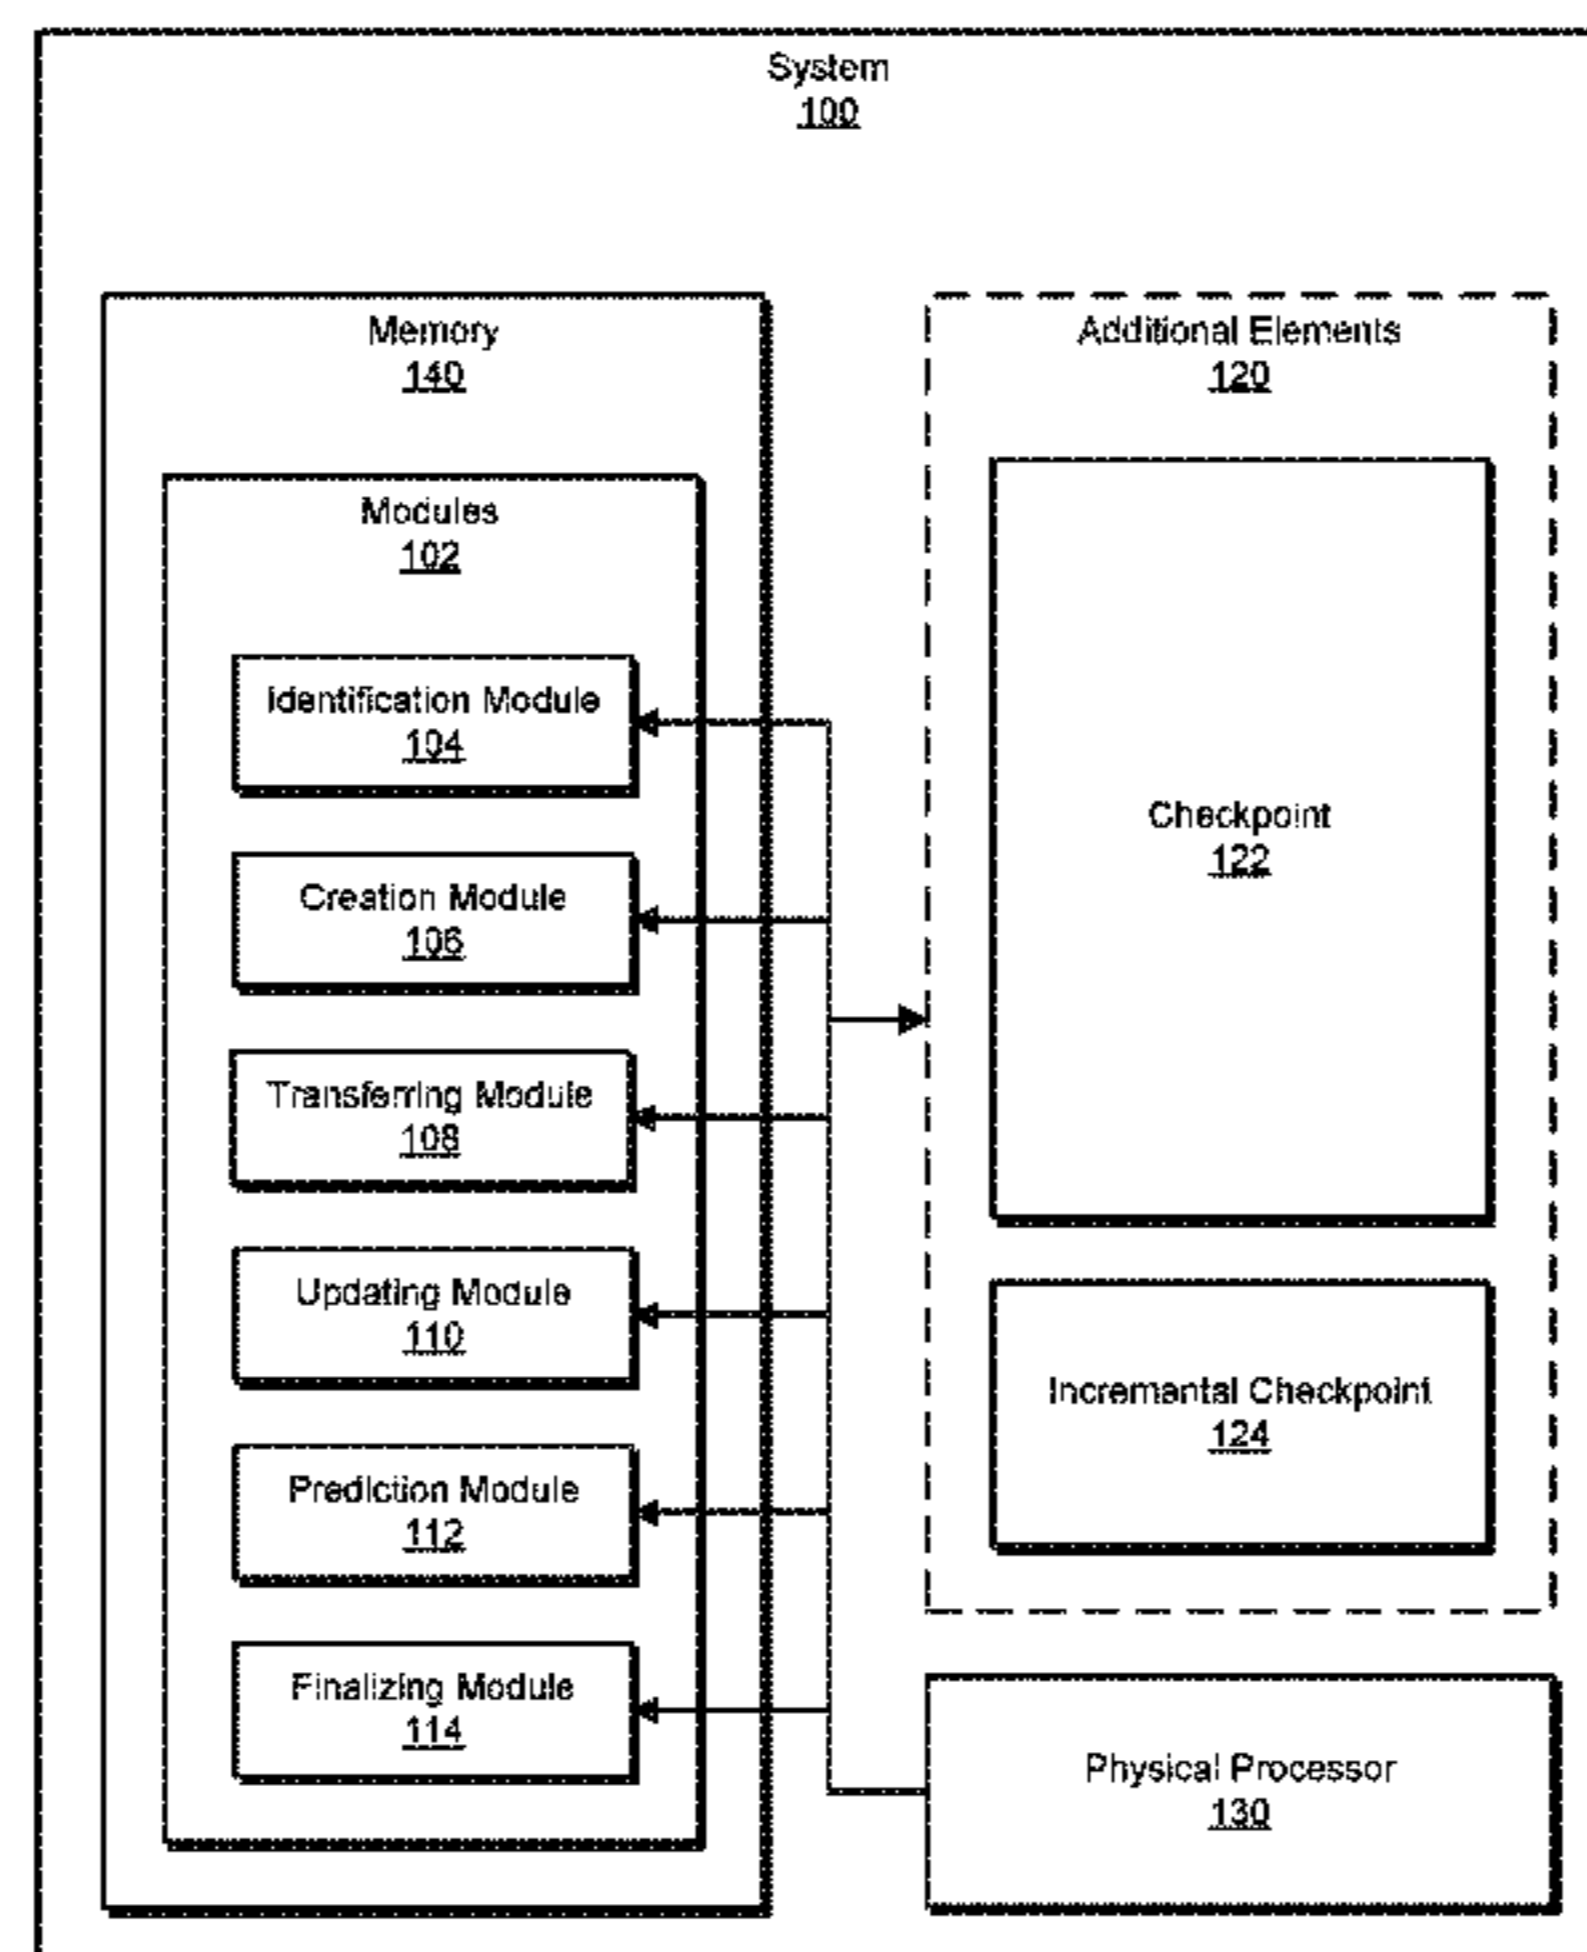 System
100
Memory
140
Modules
102
Identification Module
104
Creation Module
106
Transferring Module
108
Updating Module
110
Prediction Module
112
Finalizing Module
114
Additional Elements
120
Checkpoint
122
Incremantal Checkpoint
124
Physical Processor
130